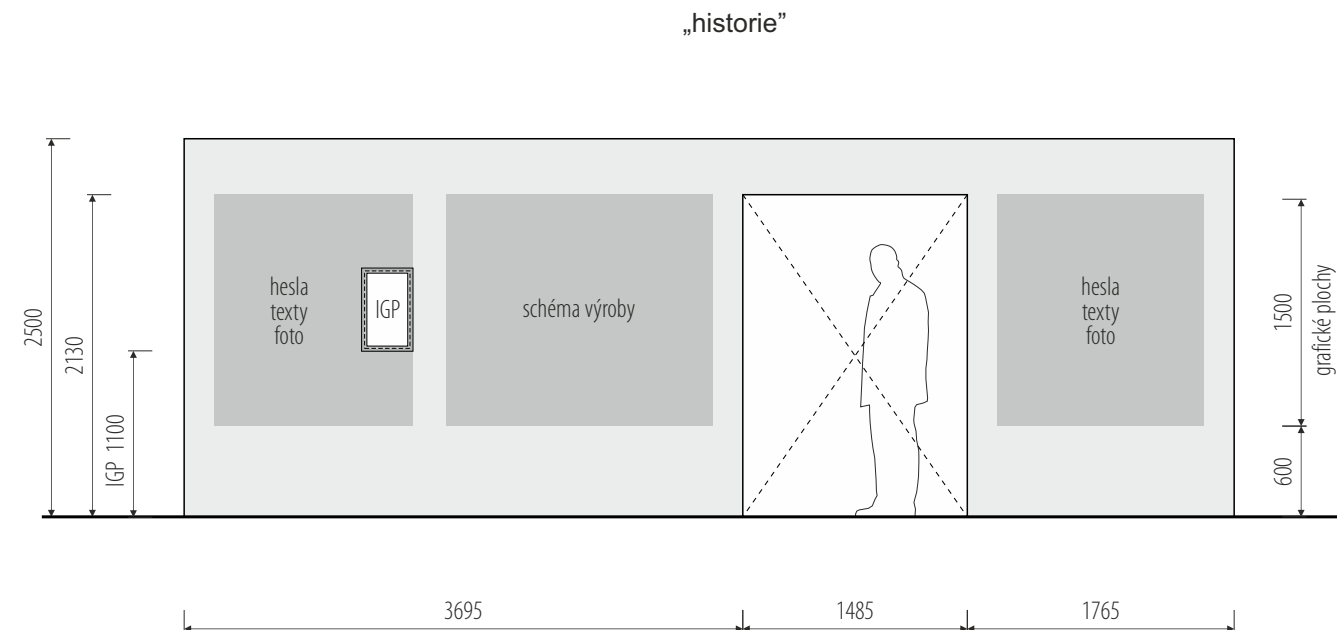 „historie”
2500
2130
IGP 1100
hesla
texty
foto
IGP
schéma výroby
hesla
texty
foto
1500
grafické plochy
600
3695
1485
1765